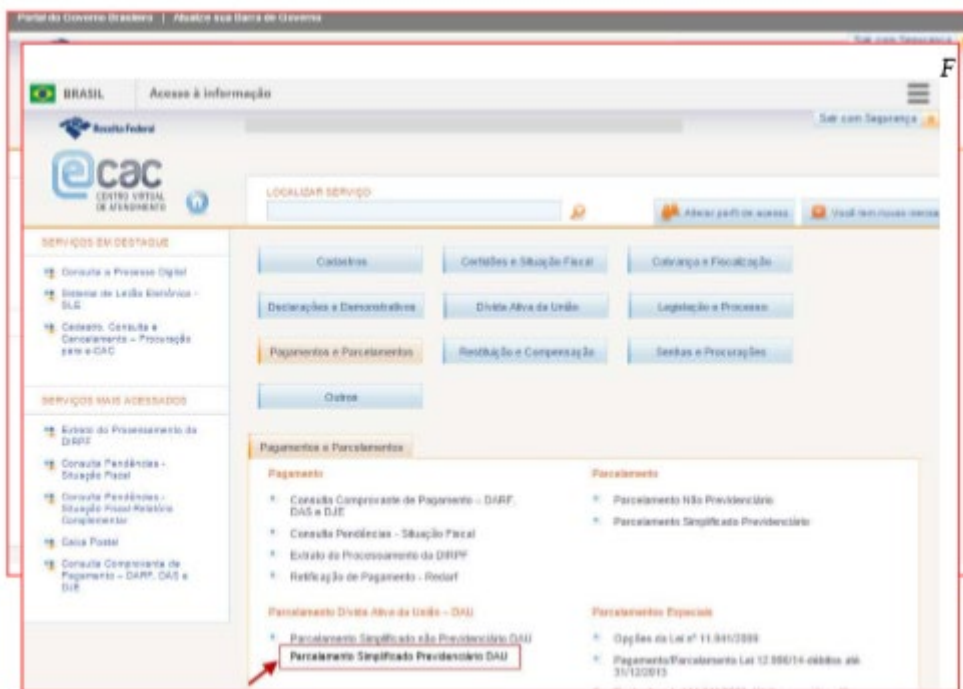 Portal do Governo Brasileiro | Atualize sua Barra de Governo
Sair com Segurança
F
BRASIL Acesso à informação
Receita Federal
Sair com Segurança
ecac
CENTRO VIRTUAL
DE ATENDIMENTO
LOCALIZAR SERVIÇO
Alterar perfil de acesso
Você tem novas
SERVIÇOS EM DESTAQUE
Consulta a Processo Digital
Sistema de Leilão Eletrônico -
SLE
Cadastro, Consulta e
Cancelamento – Procuração
para e-CAC
SERVIÇOS MAIS ACESSADOS
Extrato do Processamento da
DIRPF
Consulta Pendências -
Situação Fiscal
Consulta Pendências -
Situação Fiscal Relatório
Complementar
Caixa Postal
Consulta Comprovante de
Pagamento – DARF, DAS e
DJE
Cadastros
Certidões e Situação Fiscal
Cobrança e Fiscalização
Declarações e Demonstrativos
Dívida Ativa da União
Legislação e Processo
Pagamentos e Parcelamentos
Restituição e Compensação
Senhas e Procurações
Outros
Pagamentos e Parcelamentos
Pagamento
Consulta Comprovante de Pagamento – DARF,
DAS e DJE
Consulta Pendências - Situação Fiscal
Extrato do Processamento da DIRPF
Retificação de Pagamento - Redarf
Parcelamento
Parcelamento Não Previdenciário
Parcelamento Simplificado Previdenciário
Parcelamento Dívida Ativa da União – DAU
Parcelamento Simplificado não Previdenciário DAU
Parcelamento Simplificado Previdenciário DAU
Parcelamentos Especiais
Opções da Lei nº 11.941/2009
Pagamento/Parcelamento Lei 12.996/14-débitos até
31/12/2013